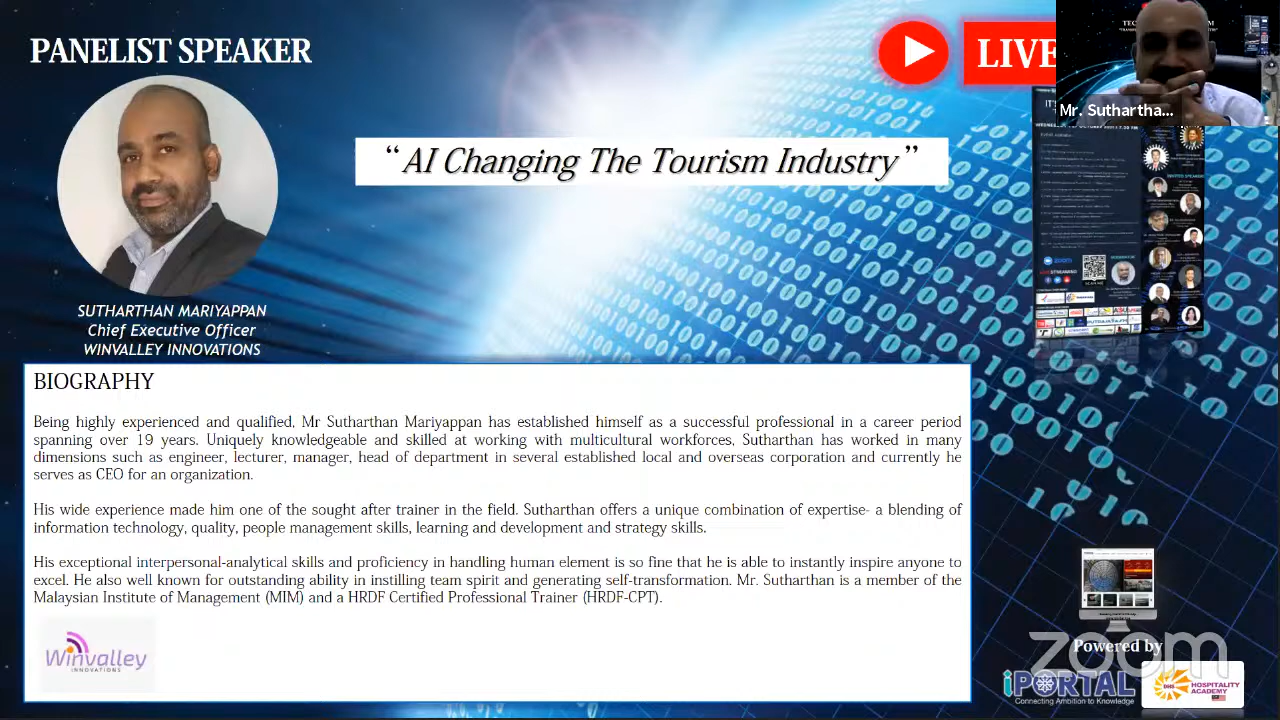 PANELIST SPEAKER
LIVE
Mr. Suthartha...
“AI Changing The Tourism Industry”
SUTHARTHAN MARIYAPPAN
Chief Executive Officer
WINVALLEY INNOVATIONS
zoom
SCAN ME
BIOGRAPHY
Being highly experienced and qualified, Mr Sutharthan Mariyappan has established himself as a successful professional in a career period
spanning over 19 years. Uniquely knowledgeable and skilled at working with multicultural workforces, Sutharthan has worked in many
dimensions such as engineer, lecturer, manager, head of department in several established local and overseas corporation and currently he
serves as CEO for an organization.
His wide experience made him one of the sought after trainer in the field. Sutharthan offers a unique combination of expertise- a blending of
information technology, quality, people management skills, learning and development and strategy skills.
His exceptional interpersonal-analytical skills and proficiency in handling human element is so fine tuned he is able to instantly inspire anyone to
excel. He also well known for outstanding ability in instilling team spirit and generating self-transformation. Mr. Sutharthan is a member of the
Malaysian Institute of Management (MIM) and a HRDF Certified Professional Trainer (HRDF-CPT).
Winvalley
INNOVATIONS
zoom
Powered by
iPORTAL
Connecting Ambition to Knowledge
DHS
HOSPITALITY
ACADEMY